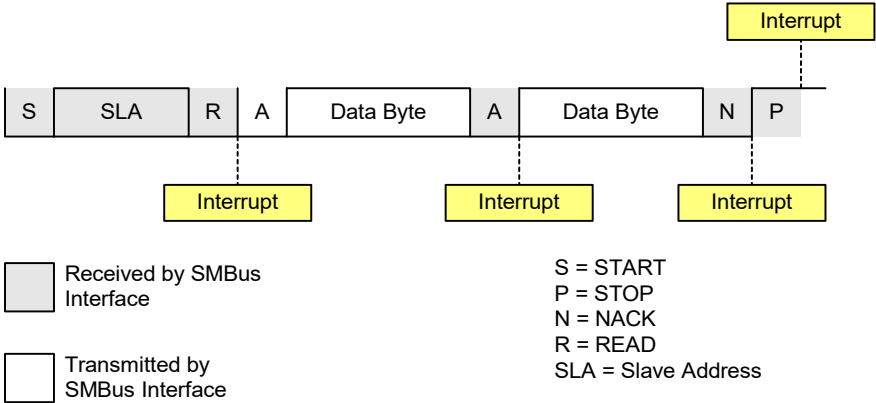 Interrupt
S SLA R A Data Byte A Data Byte N P
Interrupt Interrupt Interrupt
Received by SMBus
Interface
Transmitted by
SMBus Interface
S = START
P = STOP
N = NACK
R = READ
SLA = Slave Address